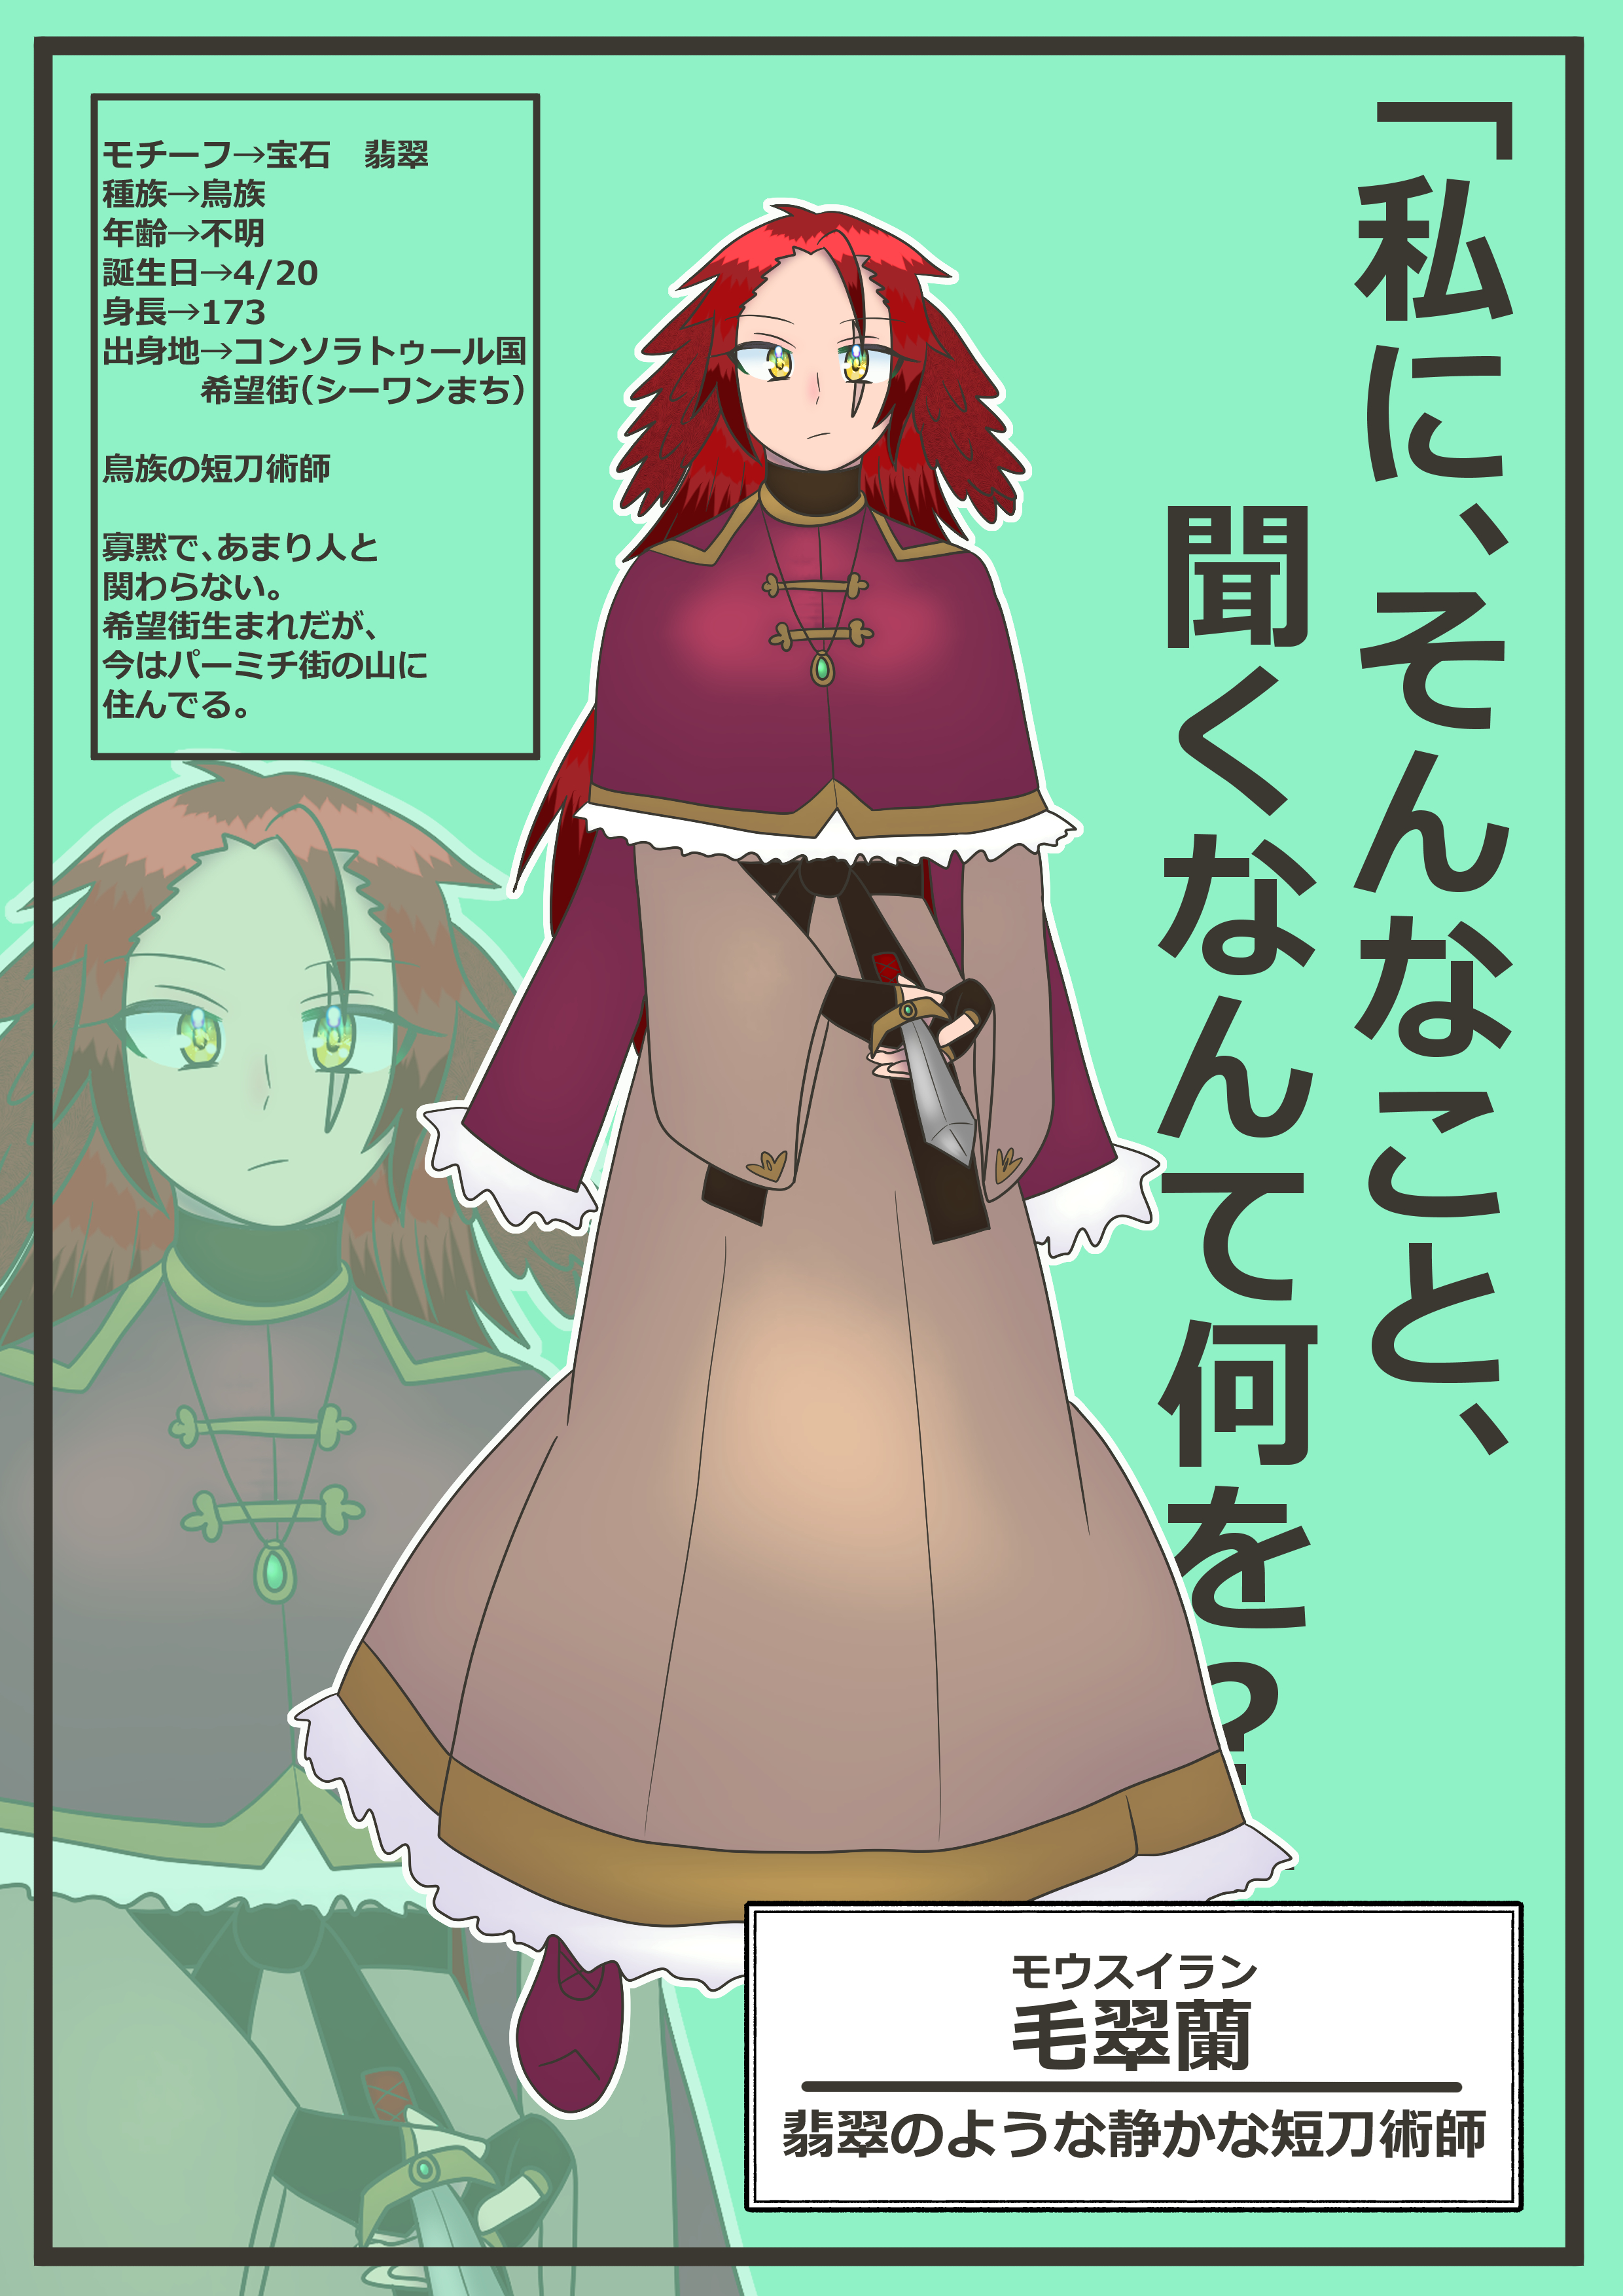 モチーフ→宝石　翡翠
種族→鳥族
年齢→不明
誕生日→4/20
身長→173
出身地→コンソラトゥール国
希望街(シーワンまち)
鳥族の短刀術師
寡黙で、あまり人と
関わらない。
希望街生まれだが、
今はパーミチ街の山に
住んでる。
「私に、そんなこと、
聞くなんて何を?
モウスイラン
毛翠蘭
翡翠のような静かな短刀術師